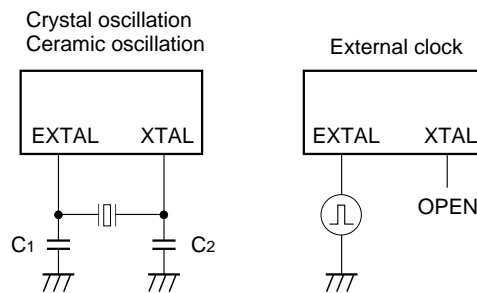 Crystal oscillation
Ceramic oscillation
EXTAL XTAL
C1 C2
External clock
EXTAL XTAL
OPEN